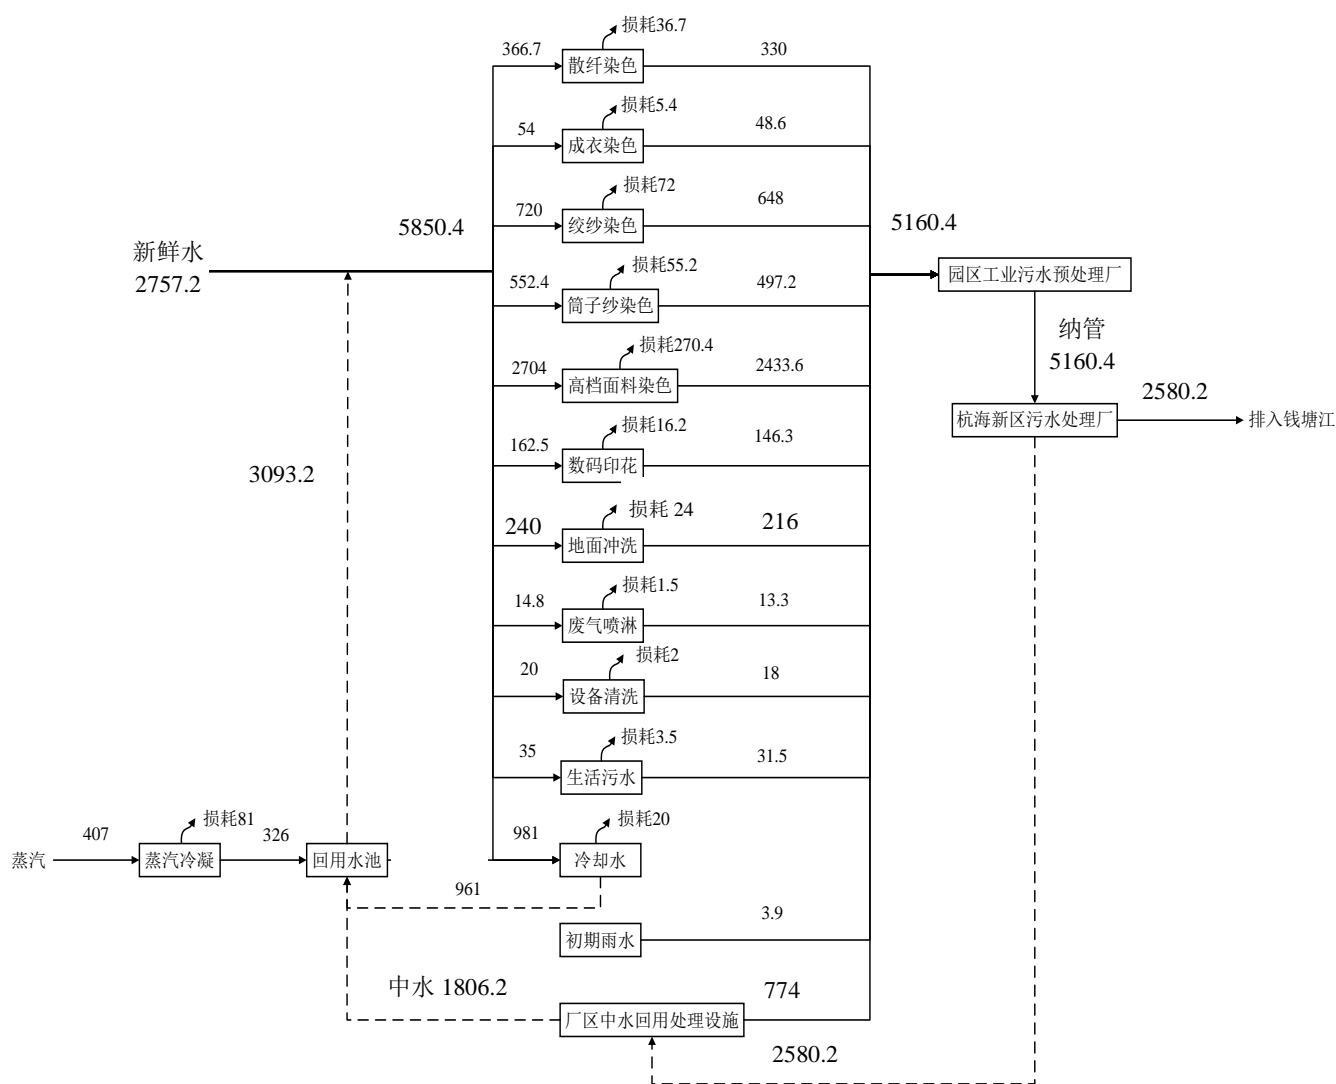 损耗36.7
366.7
330
散纤染色
损耗5.4
54
48.6
成衣染色
损耗72
720
648
绞纱染色
5850.4
5160.4
新鲜水
2757.2
损耗55.2
552.4
497.2
筒子纱染色
园区工业污水预处理厂
纳管
5160.4
损耗270.4
2704
2433.6
高档面料染色
2580.2
杭海新区污水处理厂
排入钱塘江
损耗16.2
162.5
146.3
数码印花
3093.2
损耗 24
240
216
地面冲洗
损耗1.5
14.8
13.3
废气喷淋
损耗2
20
18
设备清洗
损耗3.5
35
31.5
生活污水
损耗81
407
326
损耗20
981
蒸汽
蒸汽冷凝
回用水池
冷却水
961
3.9
初期雨水
中水 1806.2
774
厂区中水回用处理设施
2580.2